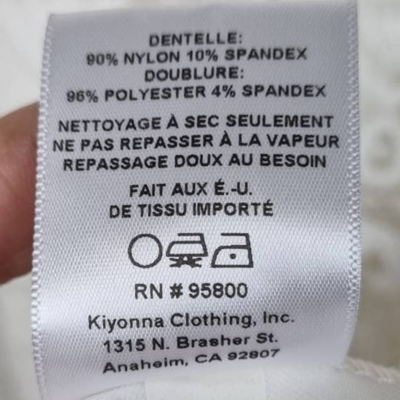 DENTELLE:
90% NYLON 10% SPANDEX
DOUBLURE:
96% POLYESTER 4% SPANDEX
NETTOYAGE À SEC SEULEMENT
NE PAS REPASSER À LA VAPEUR
REPASSAGE DOUX AU BESOIN
FAIT AUX É.-U.
DE TISSU IMPORTÉ
RN # 95800
Kiyonna Clothing, Inc.
1315 N. Brasher St.
Anaheim, CA 92807